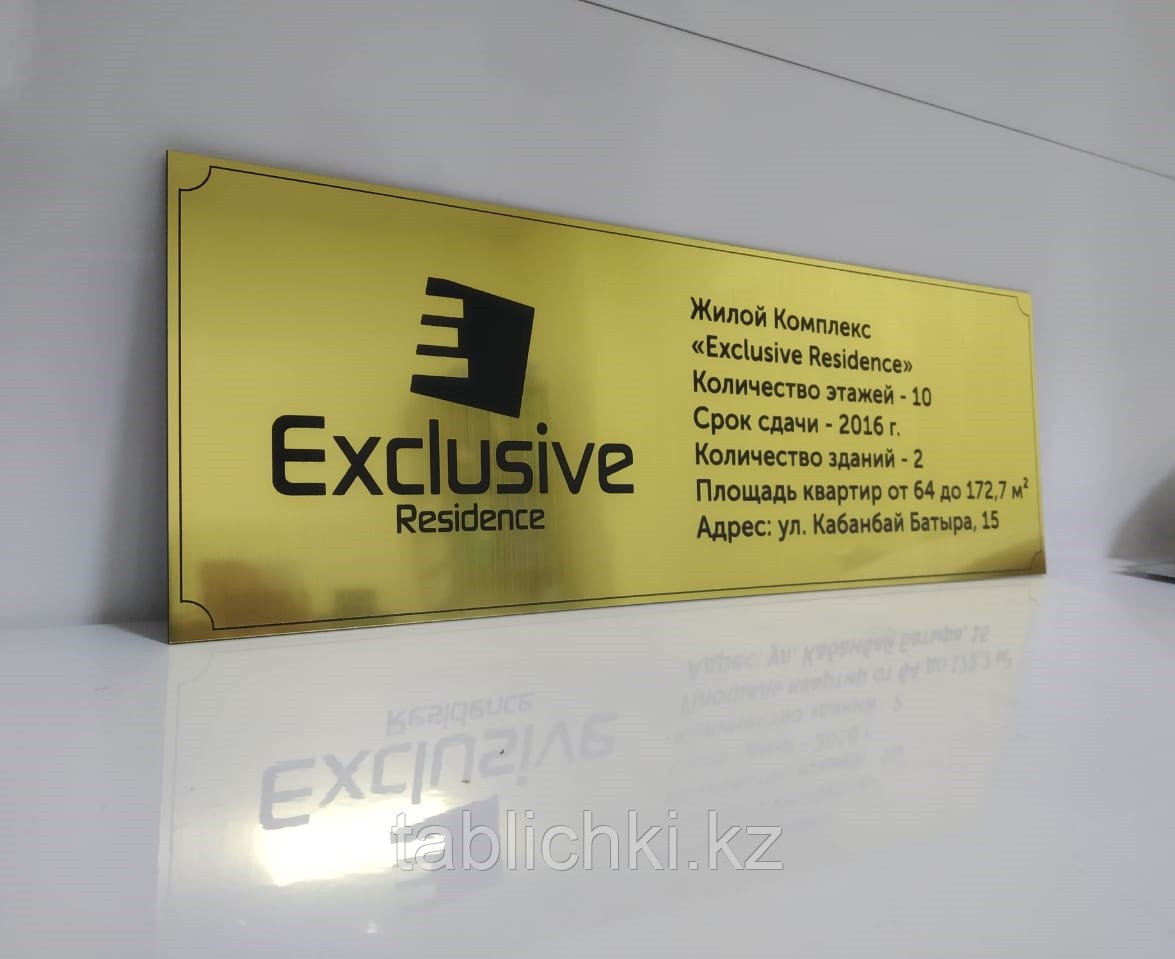 Exclusive
Residence
Жилой Комплекс
«Exclusive Residence»
Количество этажей - 10
Срок сдачи - 2016 г.
Количество зданий - 2
Площадь квартир от 64 до 172,7 м²
Адрес: ул. Кабанбай Батыра, 15
tablichki.kz